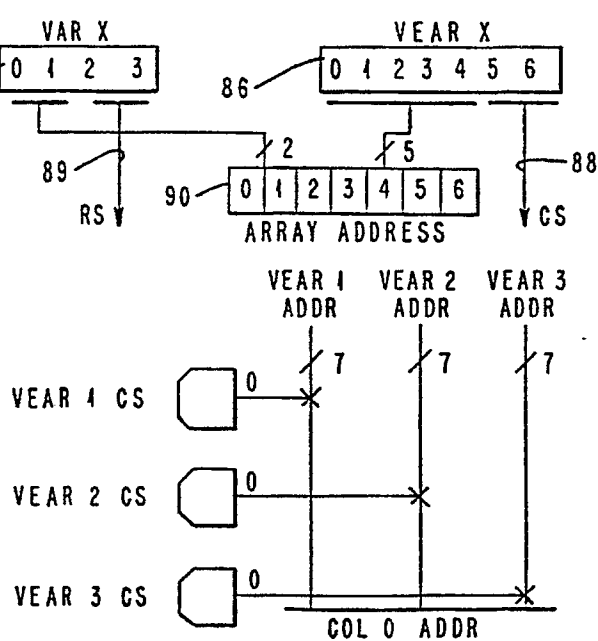 VAR X
VEAR X
0 1 2 3
86
0 1 2 3 4 5 6
2
5
89
88
90
0 1 2 3 4 5 6
RS
CS
ARRAY ADDRESS
VEAR 1 ADDR
VEAR 2 ADDR
VEAR 3 ADDR
7
7
7
VEAR 1 CS
0
VEAR 2 CS
0
VEAR 3 CS
0
COL 0 ADDR